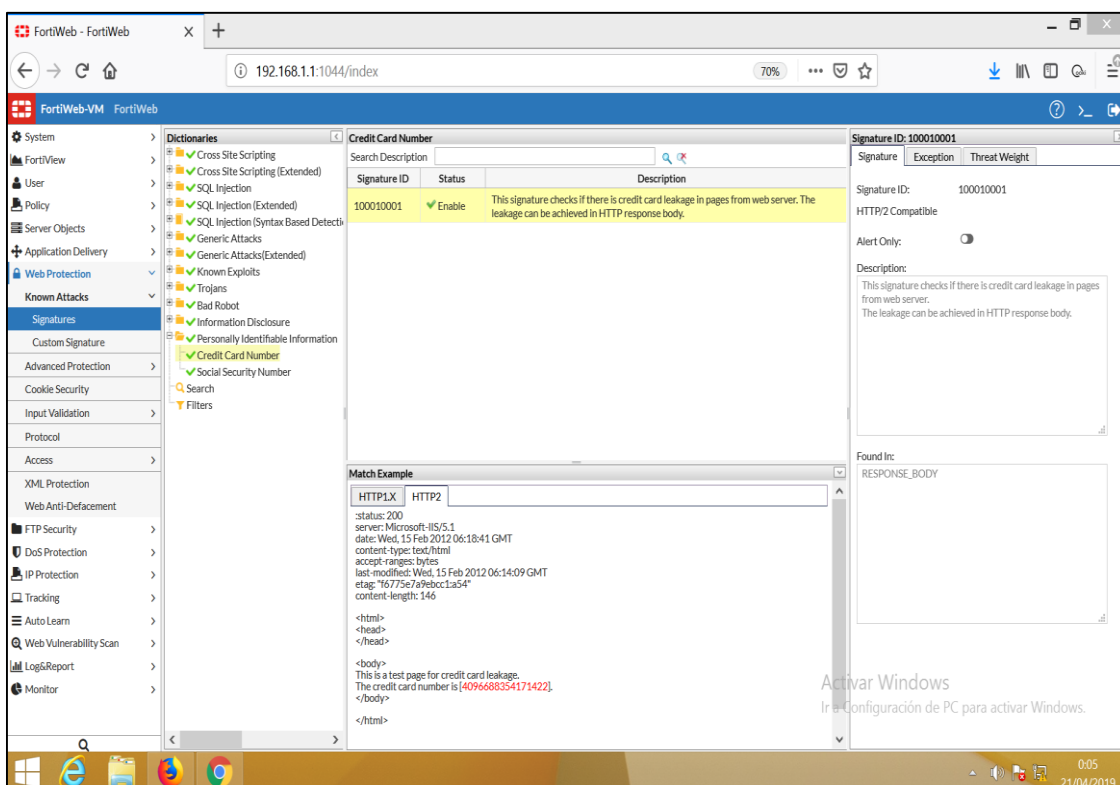 FortiWeb - FortiWeb
192.168.1.1:1044/index
70%
FortiWeb-VM FortiWeb
System
FortiView
User
Policy
Server Objects
Application Delivery
Web Protection
Known Attacks
Signatures
Custom Signature
Advanced Protection
Cookie Security
Input Validation
Protocol
Access
XML Protection
Web Anti-Defacement
FTP Security
DoS Protection
IP Protection
Tracking
Auto Learn
Web Vulnerability Scan
Log&Report
Monitor
Dictionaries
Cross Site Scripting
Cross Site Scripting (Extended)
SQL Injection
SQL Injection (Extended)
SQL Injection (Syntax Based Detecti
Generic Attacks
Generic Attacks(Extended)
Known Exploits
Trojans
Bad Robot
Information Disclosure
Personally Identifiable Information
Credit Card Number
Social Security Number
Search
Filters
Credit Card Number
Search Description
Signature ID Status Description
100010001 Enable This signature checks if there is credit card leakage in pages from web server. The
leakage can be achieved in HTTP response body.
Match Example
HTTP1.X HTTP2
:status: 200
server: Microsoft-IIS/5.1
date: Wed, 15 Feb 2012 06:18:41 GMT
content-type: text/html
accept-ranges: bytes
last-modified: Wed, 15 Feb 2012 06:14:09 GMT
etag: "f6775e7a9ebcc1:a54"
content-length: 146
<html>
<head>
</head>
<body>
This is a test page for credit card leakage.
The credit card number is [4096688354171422].
</body>
</html>
Signature ID: 100010001
Signature Exception Threat Weight
Signature ID: 100010001
HTTP/2 Compatible
Alert Only:
Description:
This signature checks if there is credit card leakage in pages
from web server.
The leakage can be achieved in HTTP response body.
Found In:
RESPONSE_BODY
Activar Windows
Ir a Configuración de PC para activar Windows.
0:05
21/04/2019